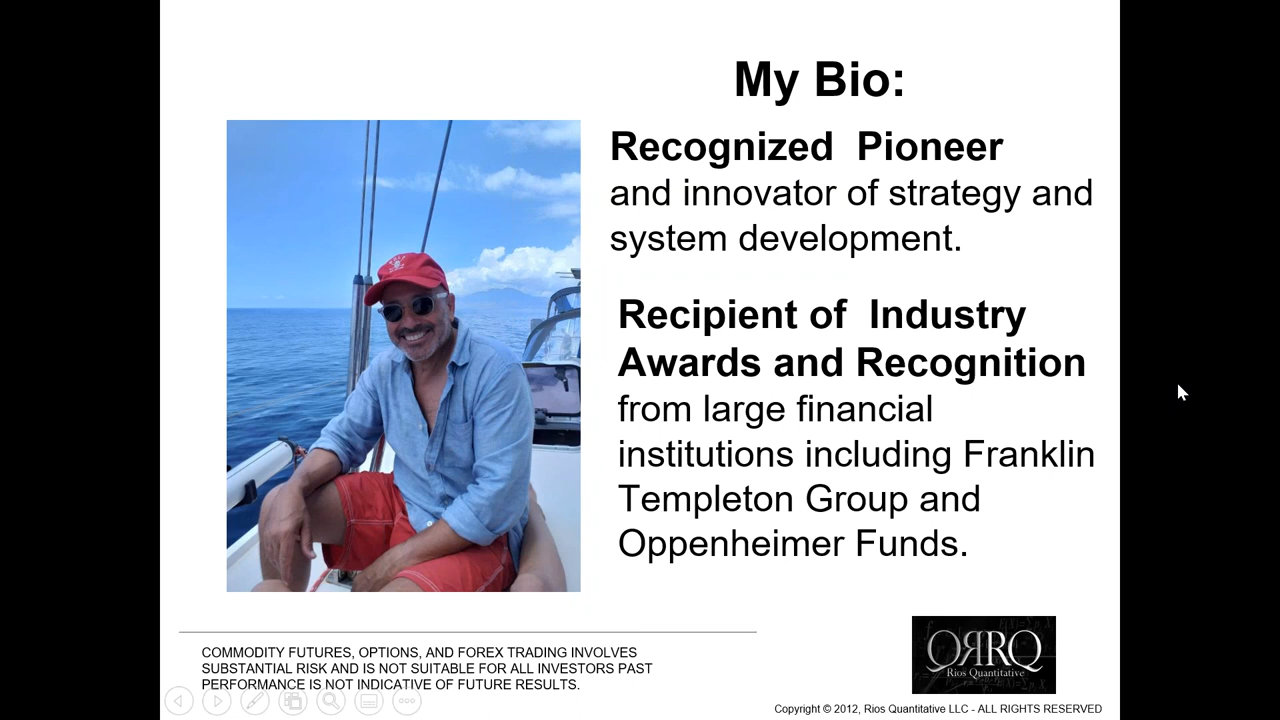 My Bio:
Recognized Pioneer
and innovator of strategy and
system development.
Recipient of Industry
Awards and Recognition
from large financial
institutions including Franklin
Templeton Group and
Oppenheimer Funds.
COMMODITY FUTURES, OPTIONS, AND FOREX TRADING INVOLVES
SUBSTANTIAL RISK AND IS NOT SUITABLE FOR ALL INVESTORS PAST
PERFORMANCE IS NOT INDICATIVE OF FUTURE RESULTS.
Rios Quantitative
Copyright © 2012, Rios Quantitative LLC - ALL RIGHTS RESERVED